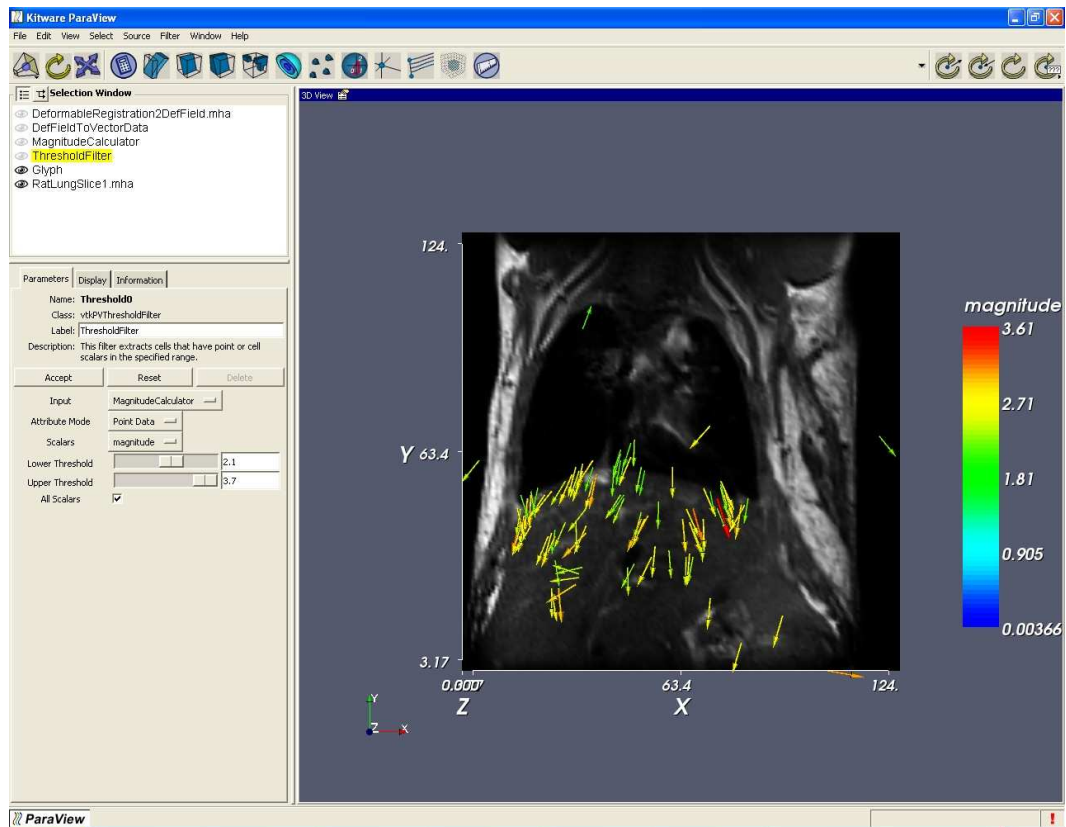 Kitware ParaView
File Edit View Select Source Filter Window Help
Selection Window
DeformableRegistration2DefField.mha
DefFieldToVectorData
MagnitudeCalculator
ThresholdFilter
Glyph
RatLungSlice1.mha
Parameters Display Information
Name: Threshold0
Class: vtkPVThresholdFilter
Label: ThresholdFilter
Description: This filter extracts cells that have point or cell
scalars in the specified range.
Accept Reset Delete
Input MagnitudeCalculator
Attribute Mode Point Data
Scalars magnitude
Lower Threshold 2.1
Upper Threshold 3.7
All Scalars
3D View
124.
Y 63.4
3.17
63.4 124.
Z X
Y
Z X
magnitude
3.61
2.71
1.81
0.905
0.00366
ParaView
!